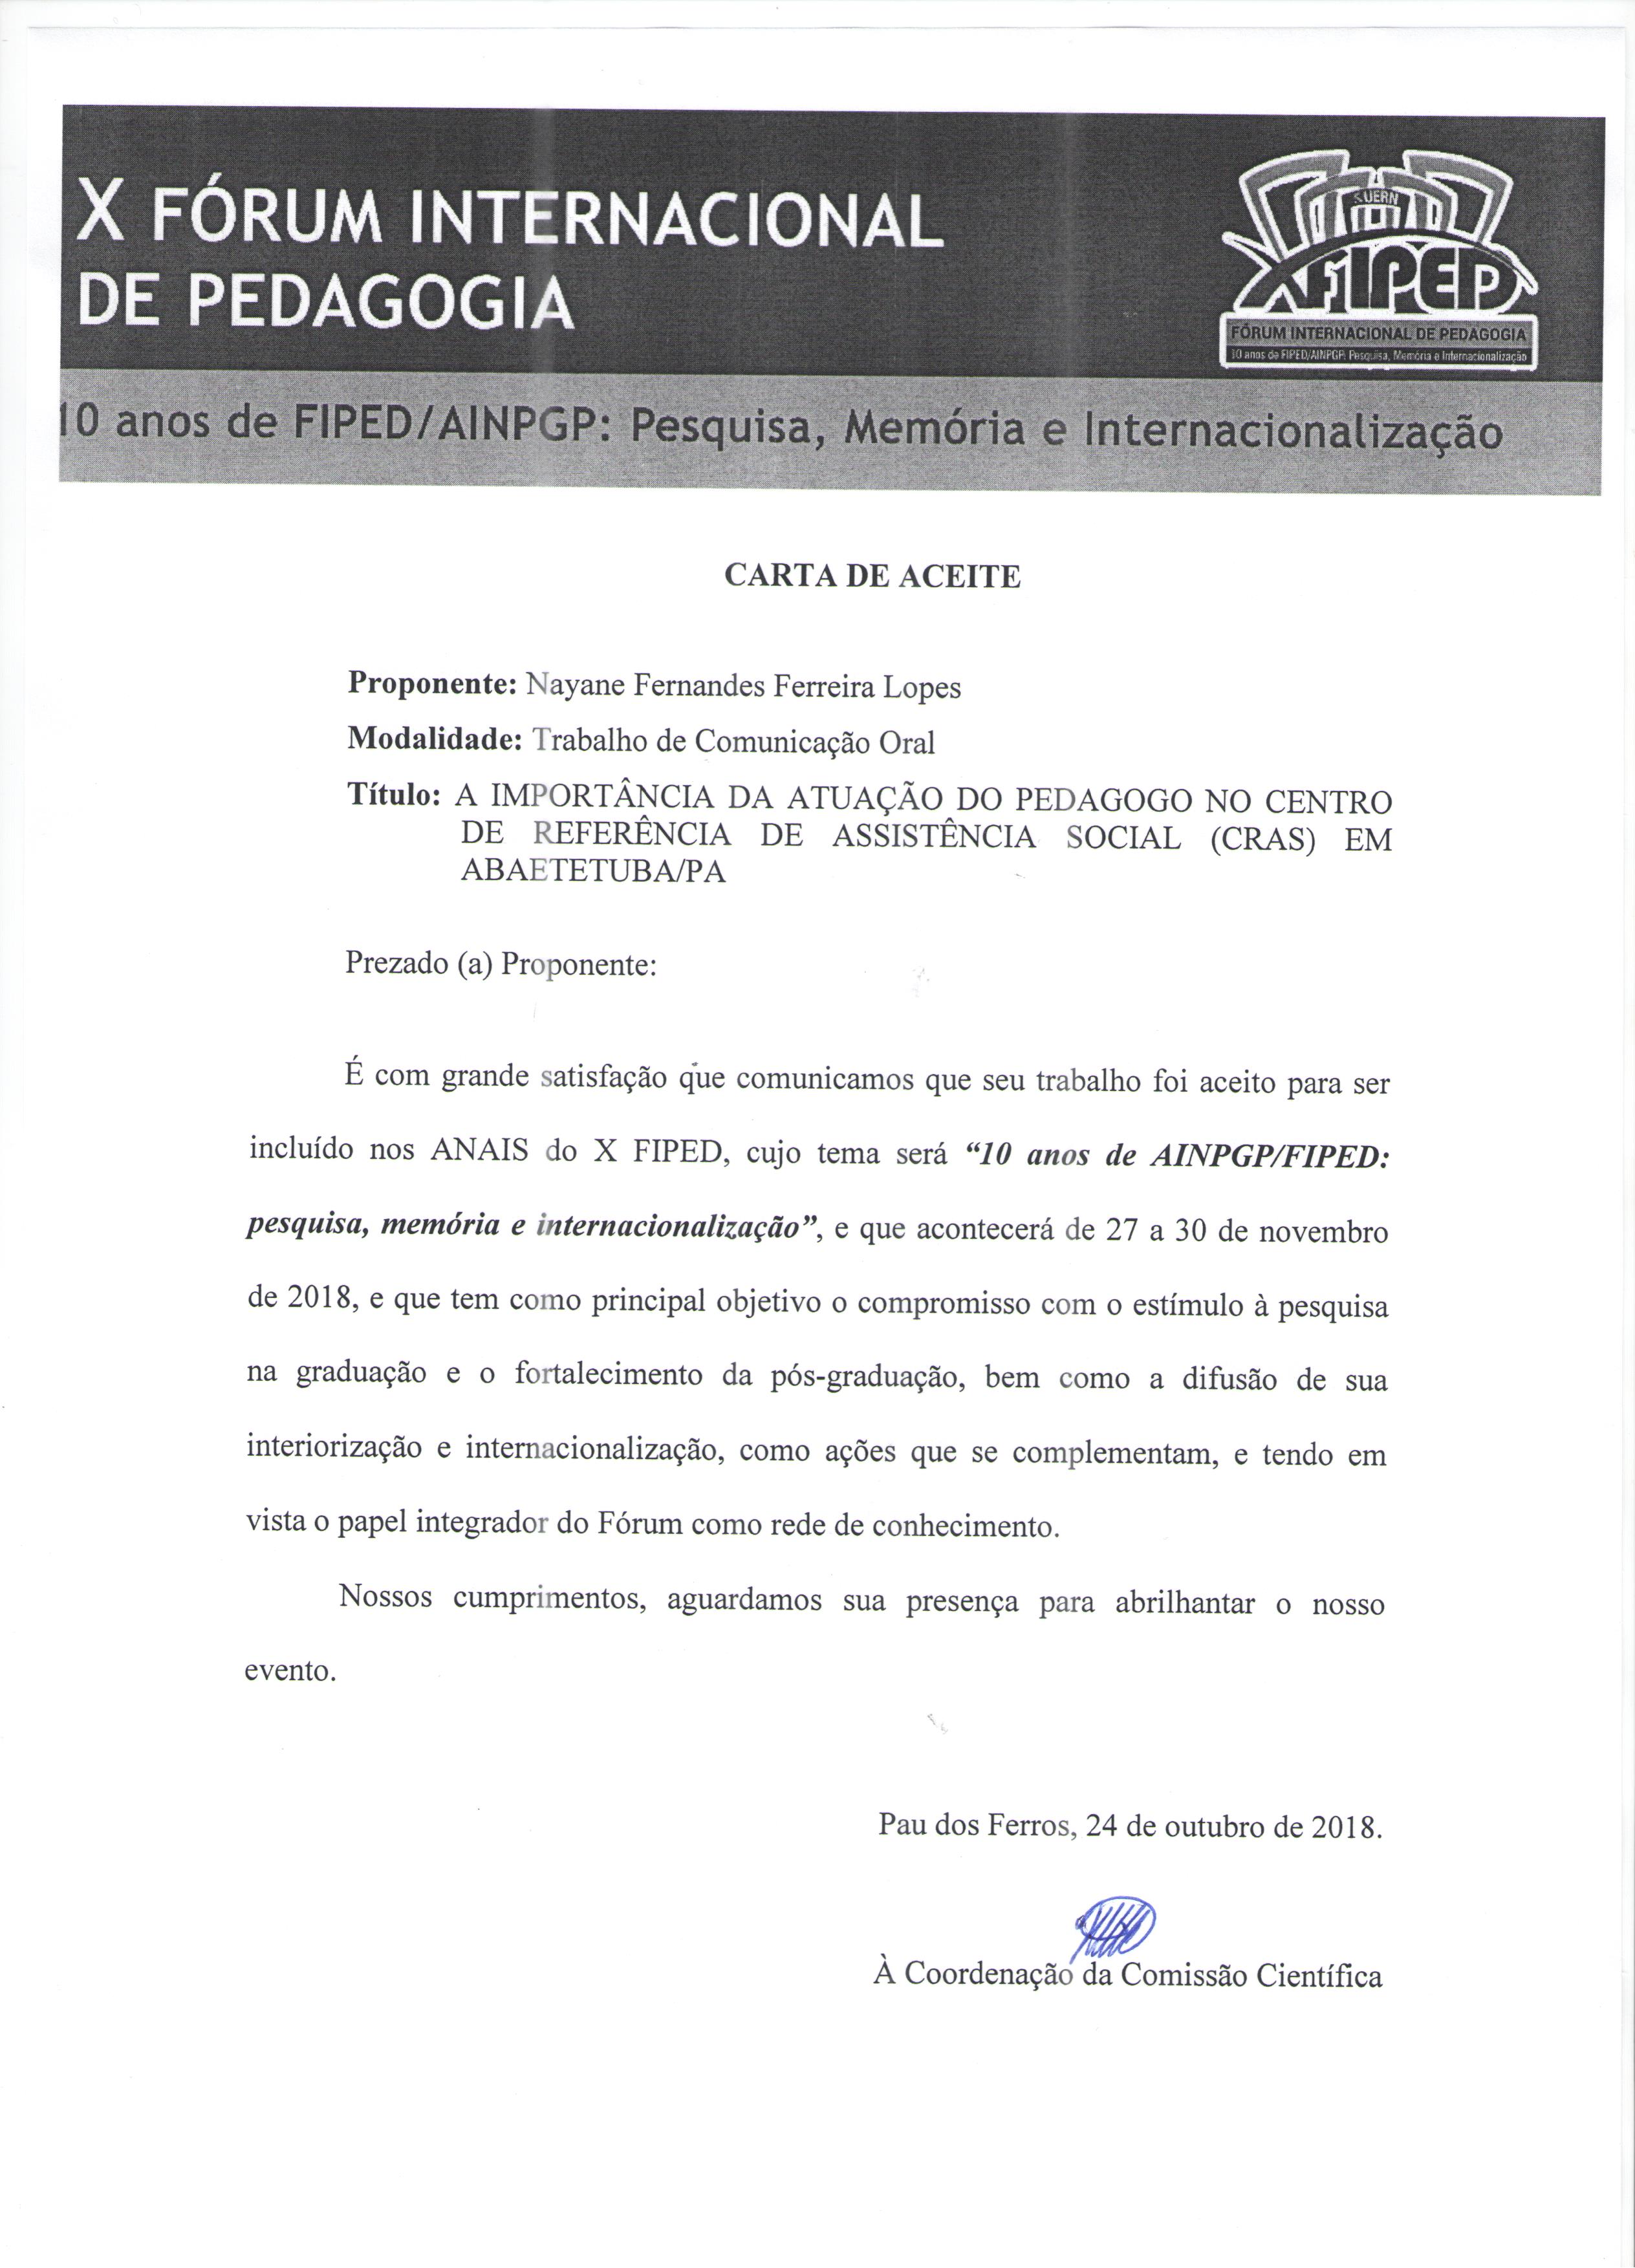 X FÓRUM INTERNACIONAL
DE PEDAGOGIA
UERN
XFIPED
FÓRUM INTERNACIONAL DE PEDAGOGIA
10 anos de FIPED/AINPGP: Pesquisa, Memória e Internacionalização
10 anos de FIPED/AINPGP: Pesquisa, Memória e Internacionalização
CARTA DE ACEITE
Proponente: Nayane Fernandes Ferreira Lopes
Modalidade: Trabalho de Comunicação Oral
Título: A IMPORTÂNCIA DA ATUAÇÃO DO PEDAGOGO NO CENTRO
DE REFERÊNCIA DE ASSISTÊNCIA SOCIAL (CRAS) EM
ABAETETUBA/PA
Prezado (a) Proponente:
É com grande satisfação que comunicamos que seu trabalho foi aceito para ser
incluído nos ANAIS do X FIPED, cujo tema será “10 anos de AINPGP/FIPED:
pesquisa, memória e internacionalização”, e que acontecerá de 27 a 30 de novembro
de 2018, e que tem como principal objetivo o compromisso com o estímulo à pesquisa
na graduação e o fortalecimento da pós-graduação, bem como a difusão de sua
interiorização e internacionalização, como ações que se complementam, e tendo em
vista o papel integrador do Fórum como rede de conhecimento.
Nossos cumprimentos, aguardamos sua presença para abrilhantar o nosso
evento.
Pau dos Ferros, 24 de outubro de 2018.
À Coordenação da Comissão Científica